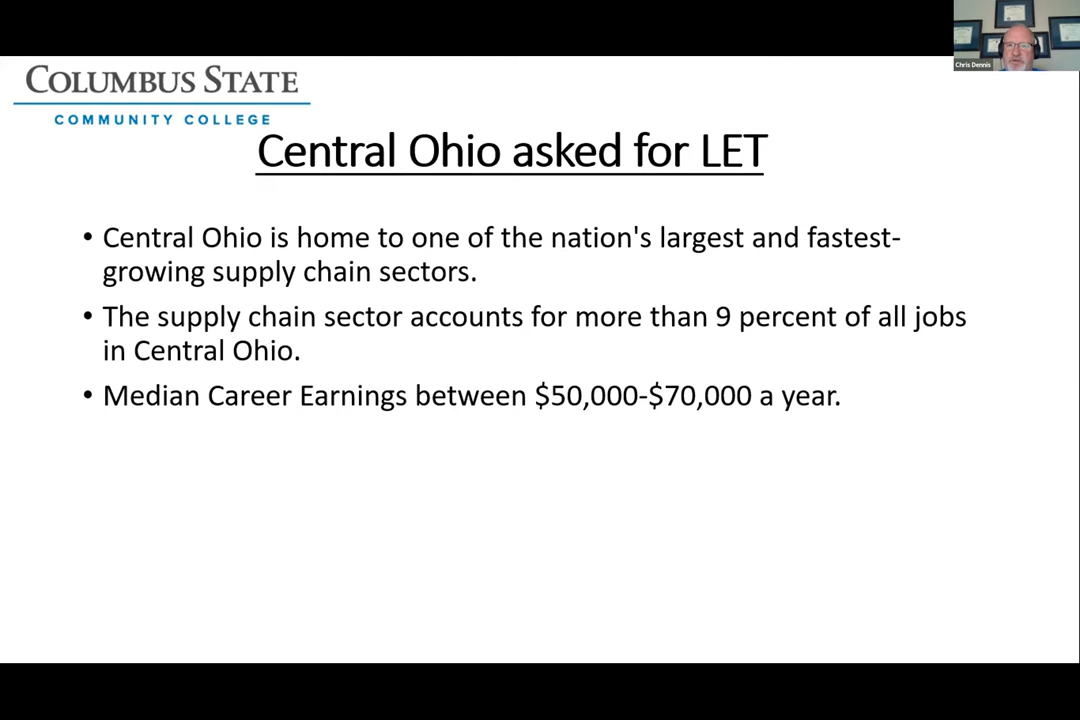 Chris Dennis
COLUMBUS STATE
COMMUNITY COLLEGE
Central Ohio asked for LET
• Central Ohio is home to one of the nation's largest and fastest-
growing supply chain sectors.
• The supply chain sector accounts for more than 9 percent of all jobs
in Central Ohio.
• Median Career Earnings between $50,000-$70,000 a year.